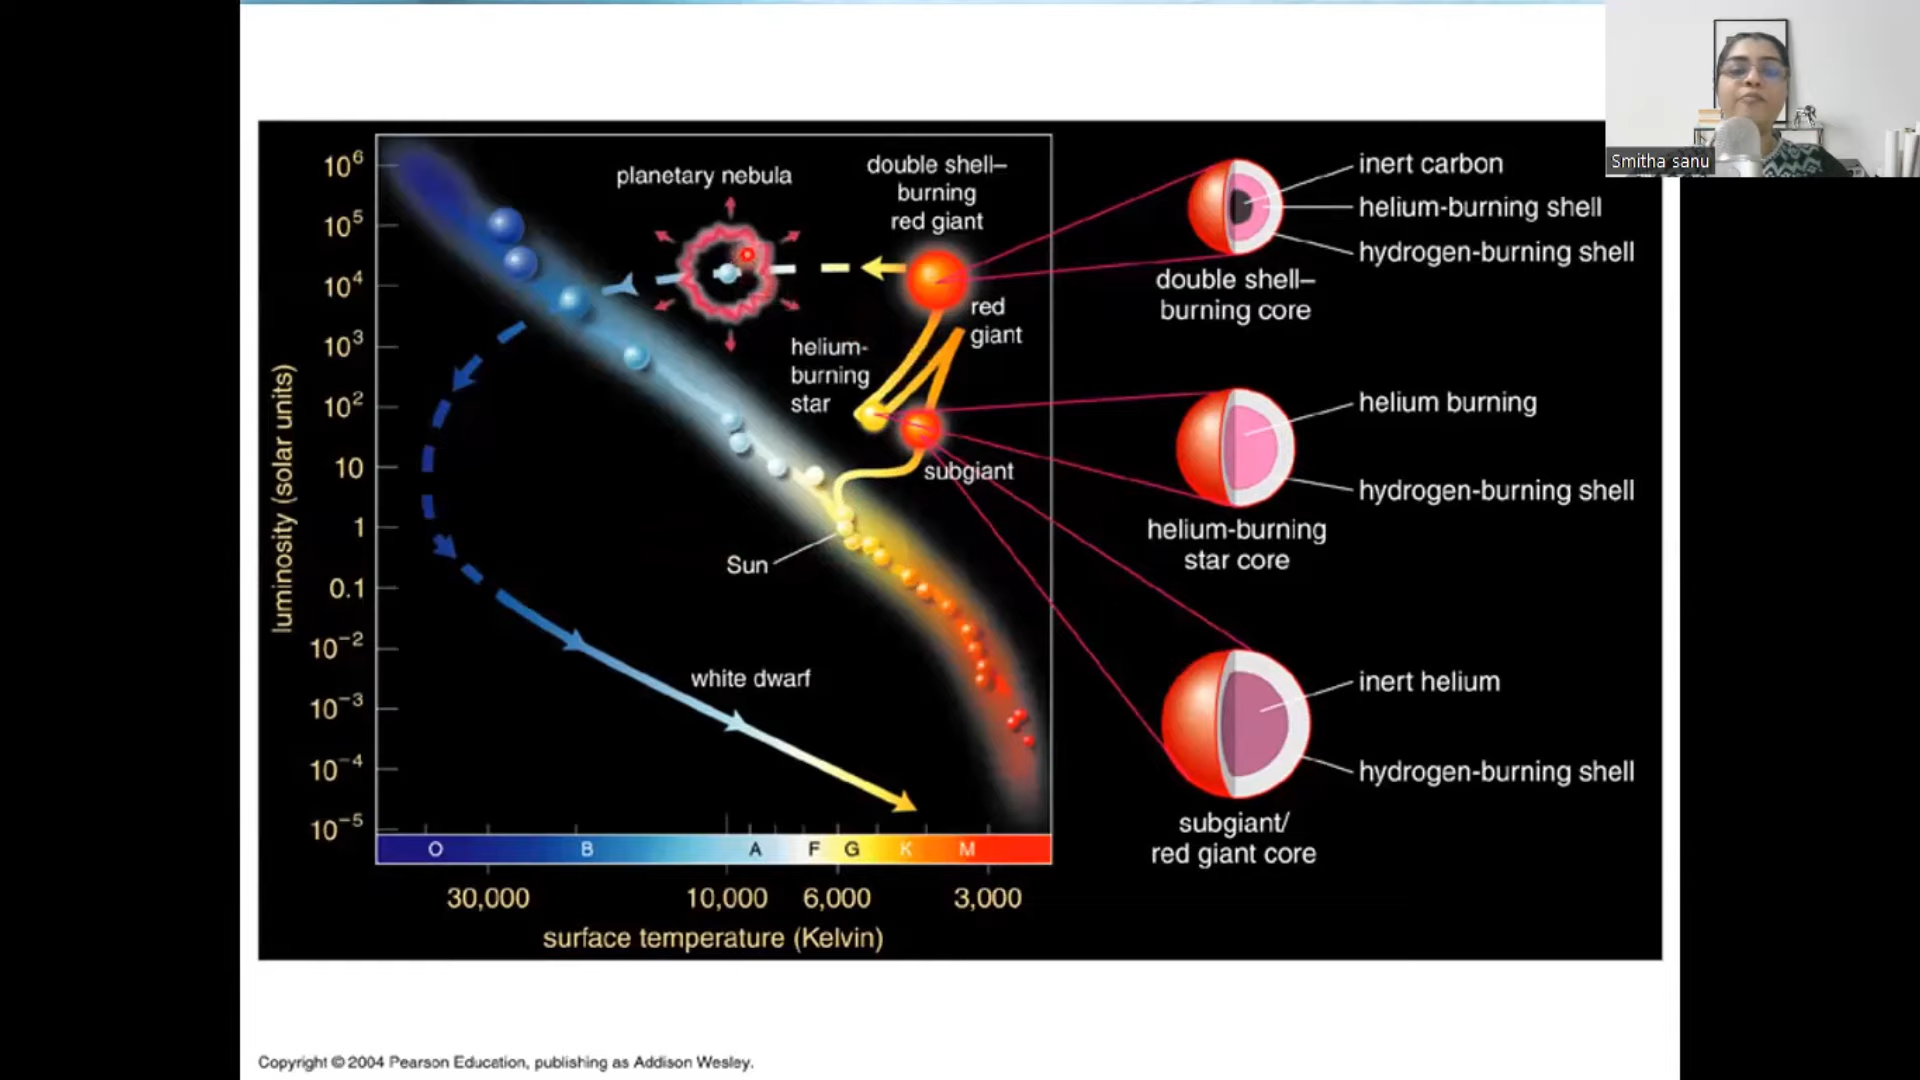 Smitha sanu
planetary nebula
double shell–
burning
red giant
red
giant
helium-
burning
star
subgiant
Sun
white dwarf
luminosity (solar units)
10⁶
10⁵
10⁴
10³
10²
10
1
0.1
10⁻²
10⁻³
10⁻⁴
10⁻⁵
O B A F G K M
30,000 10,000 6,000 3,000
surface temperature (Kelvin)
inert carbon
helium-burning shell
hydrogen-burning shell
double shell–
burning core
helium burning
hydrogen-burning shell
helium-burning
star core
inert helium
hydrogen-burning shell
subgiant/
red giant core
Copyright © 2004 Pearson Education, publishing as Addison Wesley.